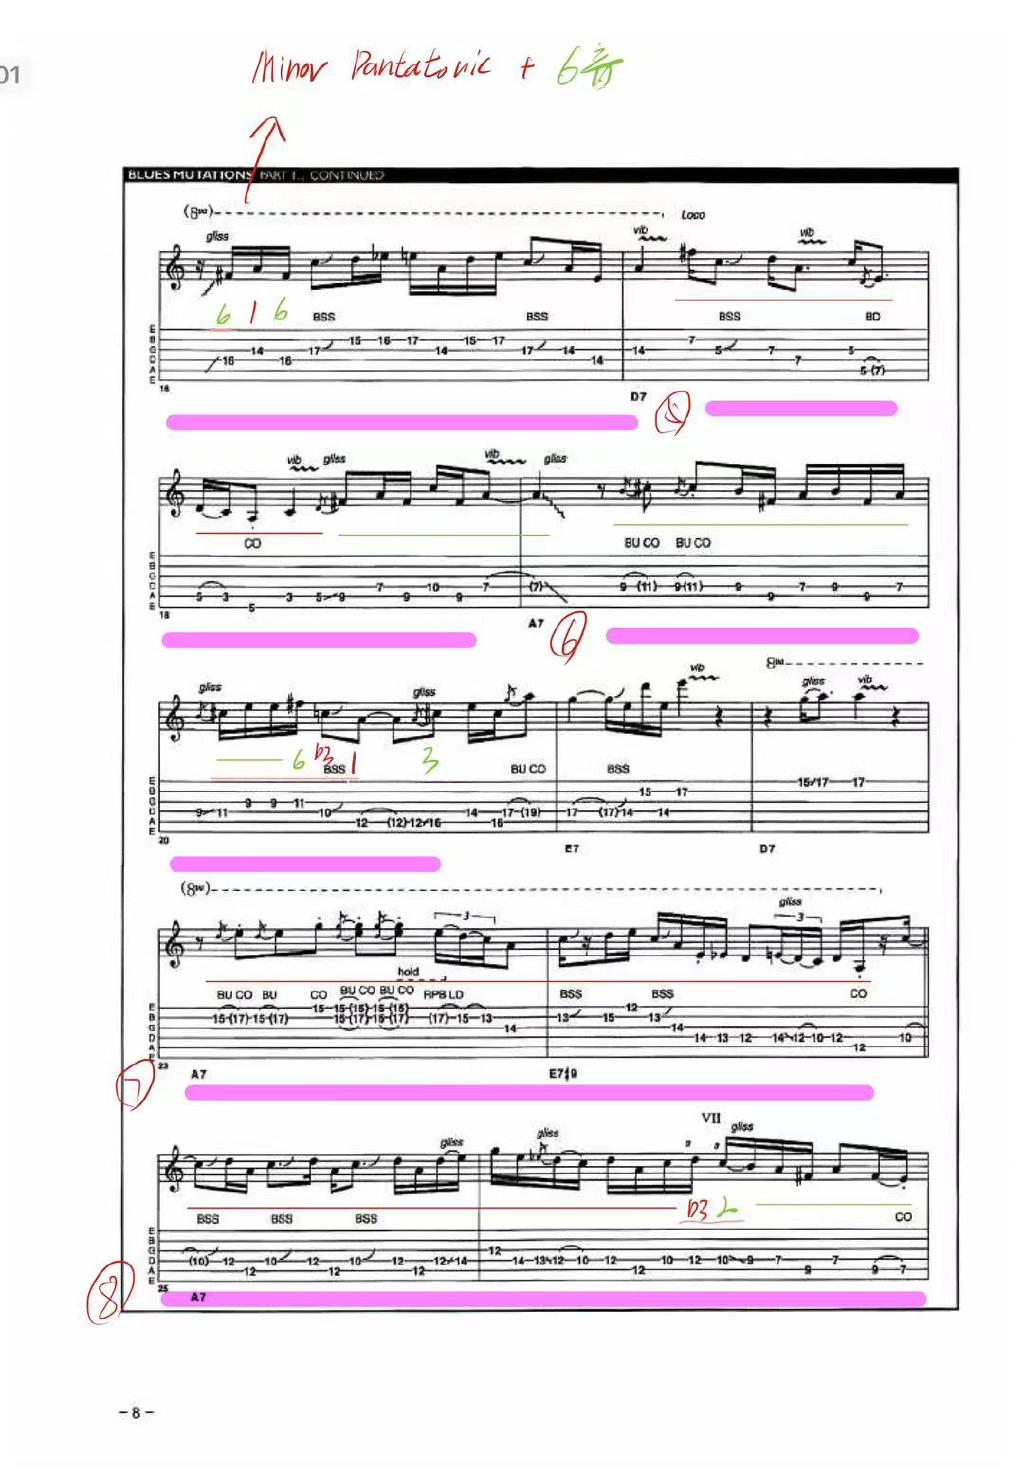 01
Minor Pantatonic + 6音
BLUES MUTATIONS PART 1... CONTINUED
(8va) Loco
gliss vib vib
6 1 6 BSS BSS BSS BD
E
B 15 16 17 15 17 7
G 14 17 14 17 14 14 5 7 5
D 16 16 14 7
A 5 (7)
E
16 D7
vib gliss vib gliss
CO BU CO BU CO
E
B
G
D 7 10 7 (7) 9 (11) 9 (11) 9 7 9 7
A 5 3 3 5 9 9 9 9 9
E 5
18 A7 6
8va
gliss gliss vib gliss vib
6 b3 1 3
BSS BU CO BSS
E 15/17 17
B 15 17
G 9 9 11
D 9 11 10 14 17 (19) 17 (17) 14 14
A 12 (12) 12/16 16
E
20 E7 D7
(8va) gliss
3 3
hold
BU CO BU CO BU CO BU CO RPB LD BSS BSS CO
E 15 15 (15) 15 (15) 12
B 15 (17) 15 (17) 15 (17) 15 (17) (17) 15 13 13 15 13
G 14 14
D 14 13 12 14 12 10 12 10
A 12
E
23
7 A7 E7#9
VII
gliss gliss gliss
b3
BSS BSS BSS CO
E
B
G 12
D (10) 12 10 12 10 12 12 14 14 13 12 10 12 10 12 10 9 7 7
A 12 12 12 12 9 9 7
E
25
8 A7
– 8 –